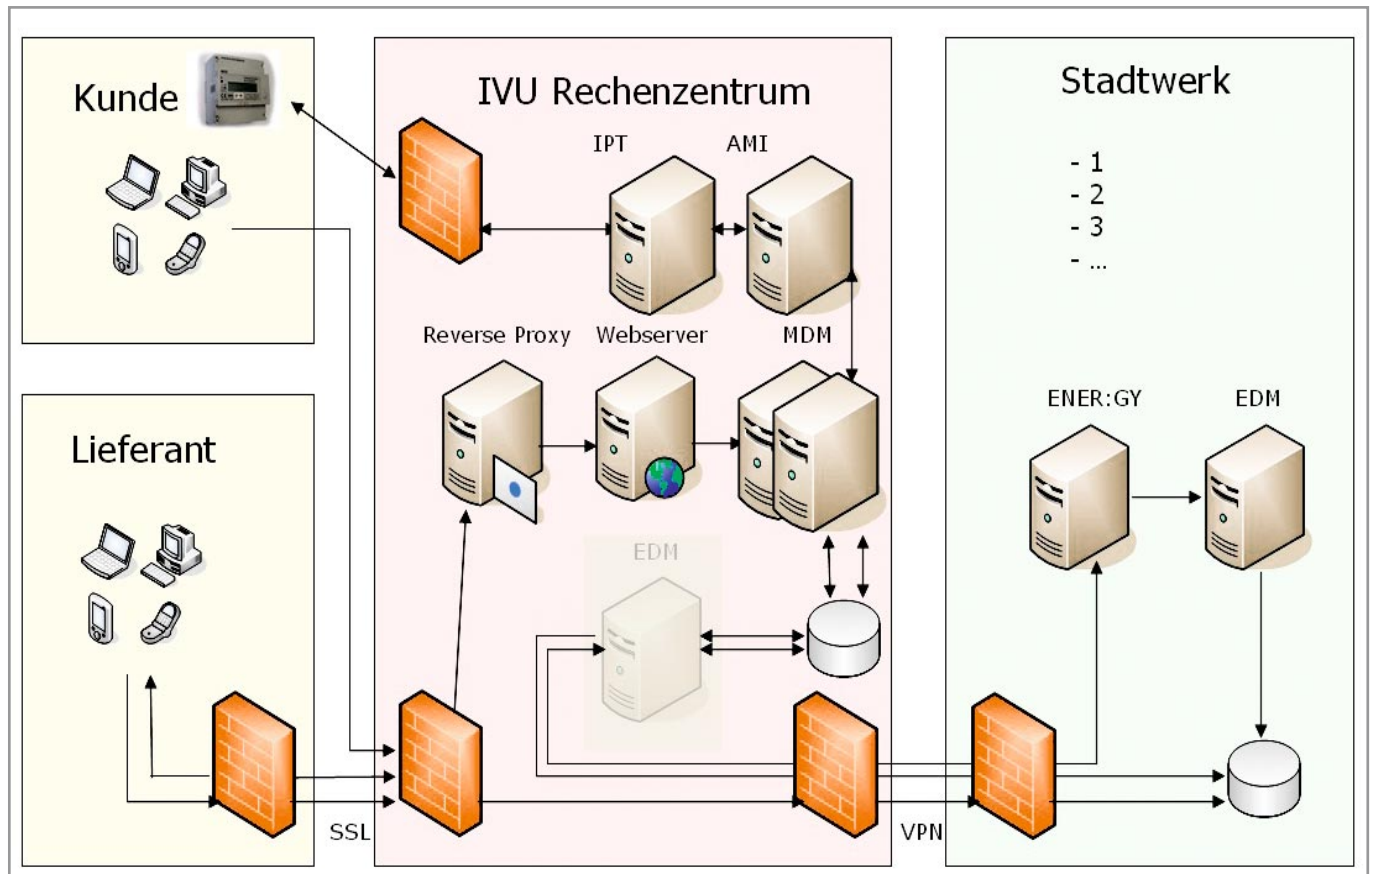 Kunde
IVU Rechenzentrum
Stadtwerk
IPT
AMI
- 1
- 2
- 3
- ...
Reverse Proxy
Webserver
MDM
ENER:GY
EDM
Lieferant
EDM
SSL
VPN